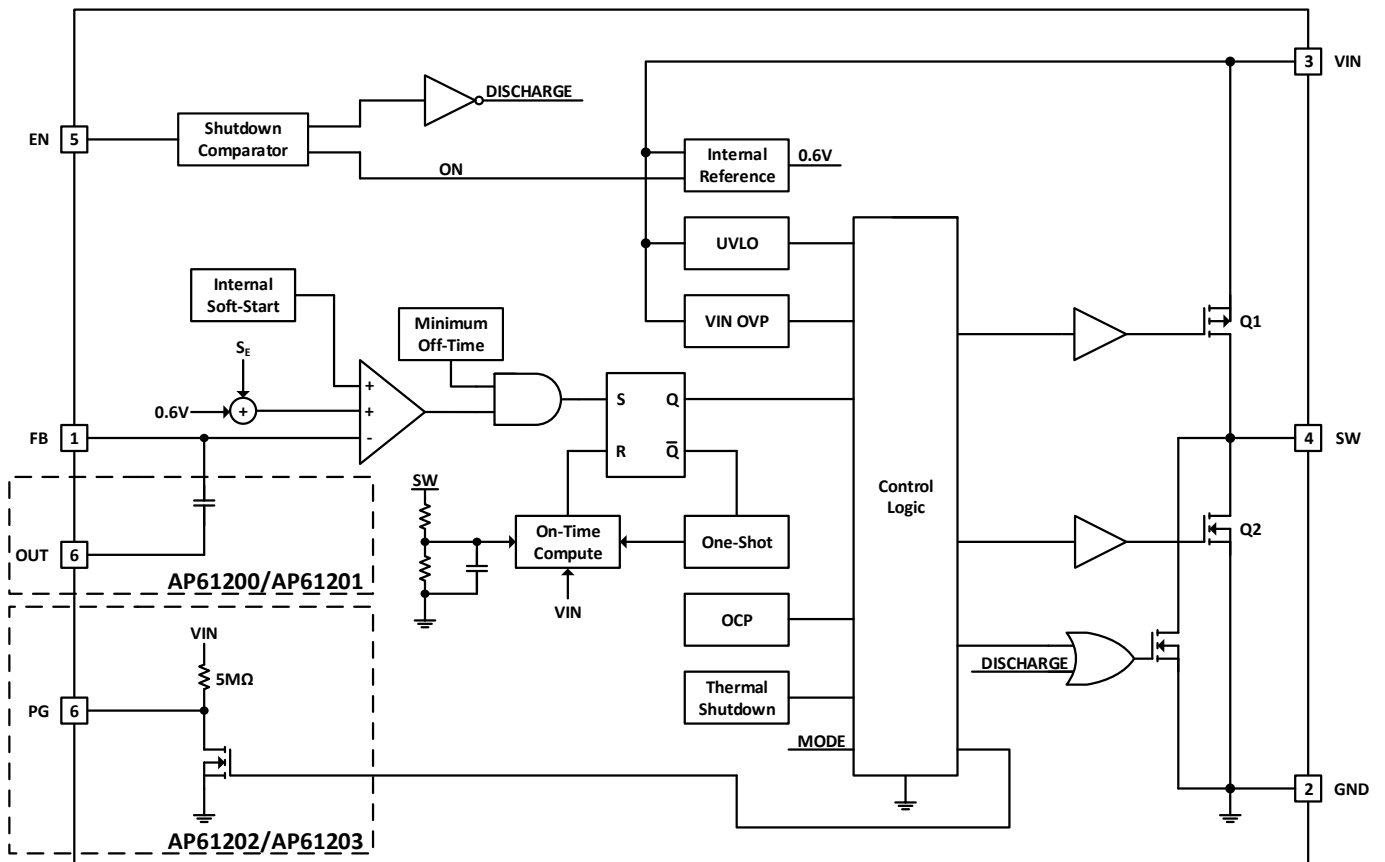 3
VIN
DISCHARGE
EN
5
Shutdown
Comparator
ON
Internal
Reference
0.6V
UVLO
Internal
Soft-Start
Minimum
Off-Time
VIN OVP
Q1
SE
+
+
0.6V
+
S
Q
FB
1
-
4
SW
R
Q̅
SW
Control
Logic
On-Time
Compute
One-Shot
Q2
OUT
6
AP61200/AP61201
VIN
VIN
OCP
5MΩ
DISCHARGE
PG
6
Thermal
Shutdown
MODE
2
GND
AP61202/AP61203